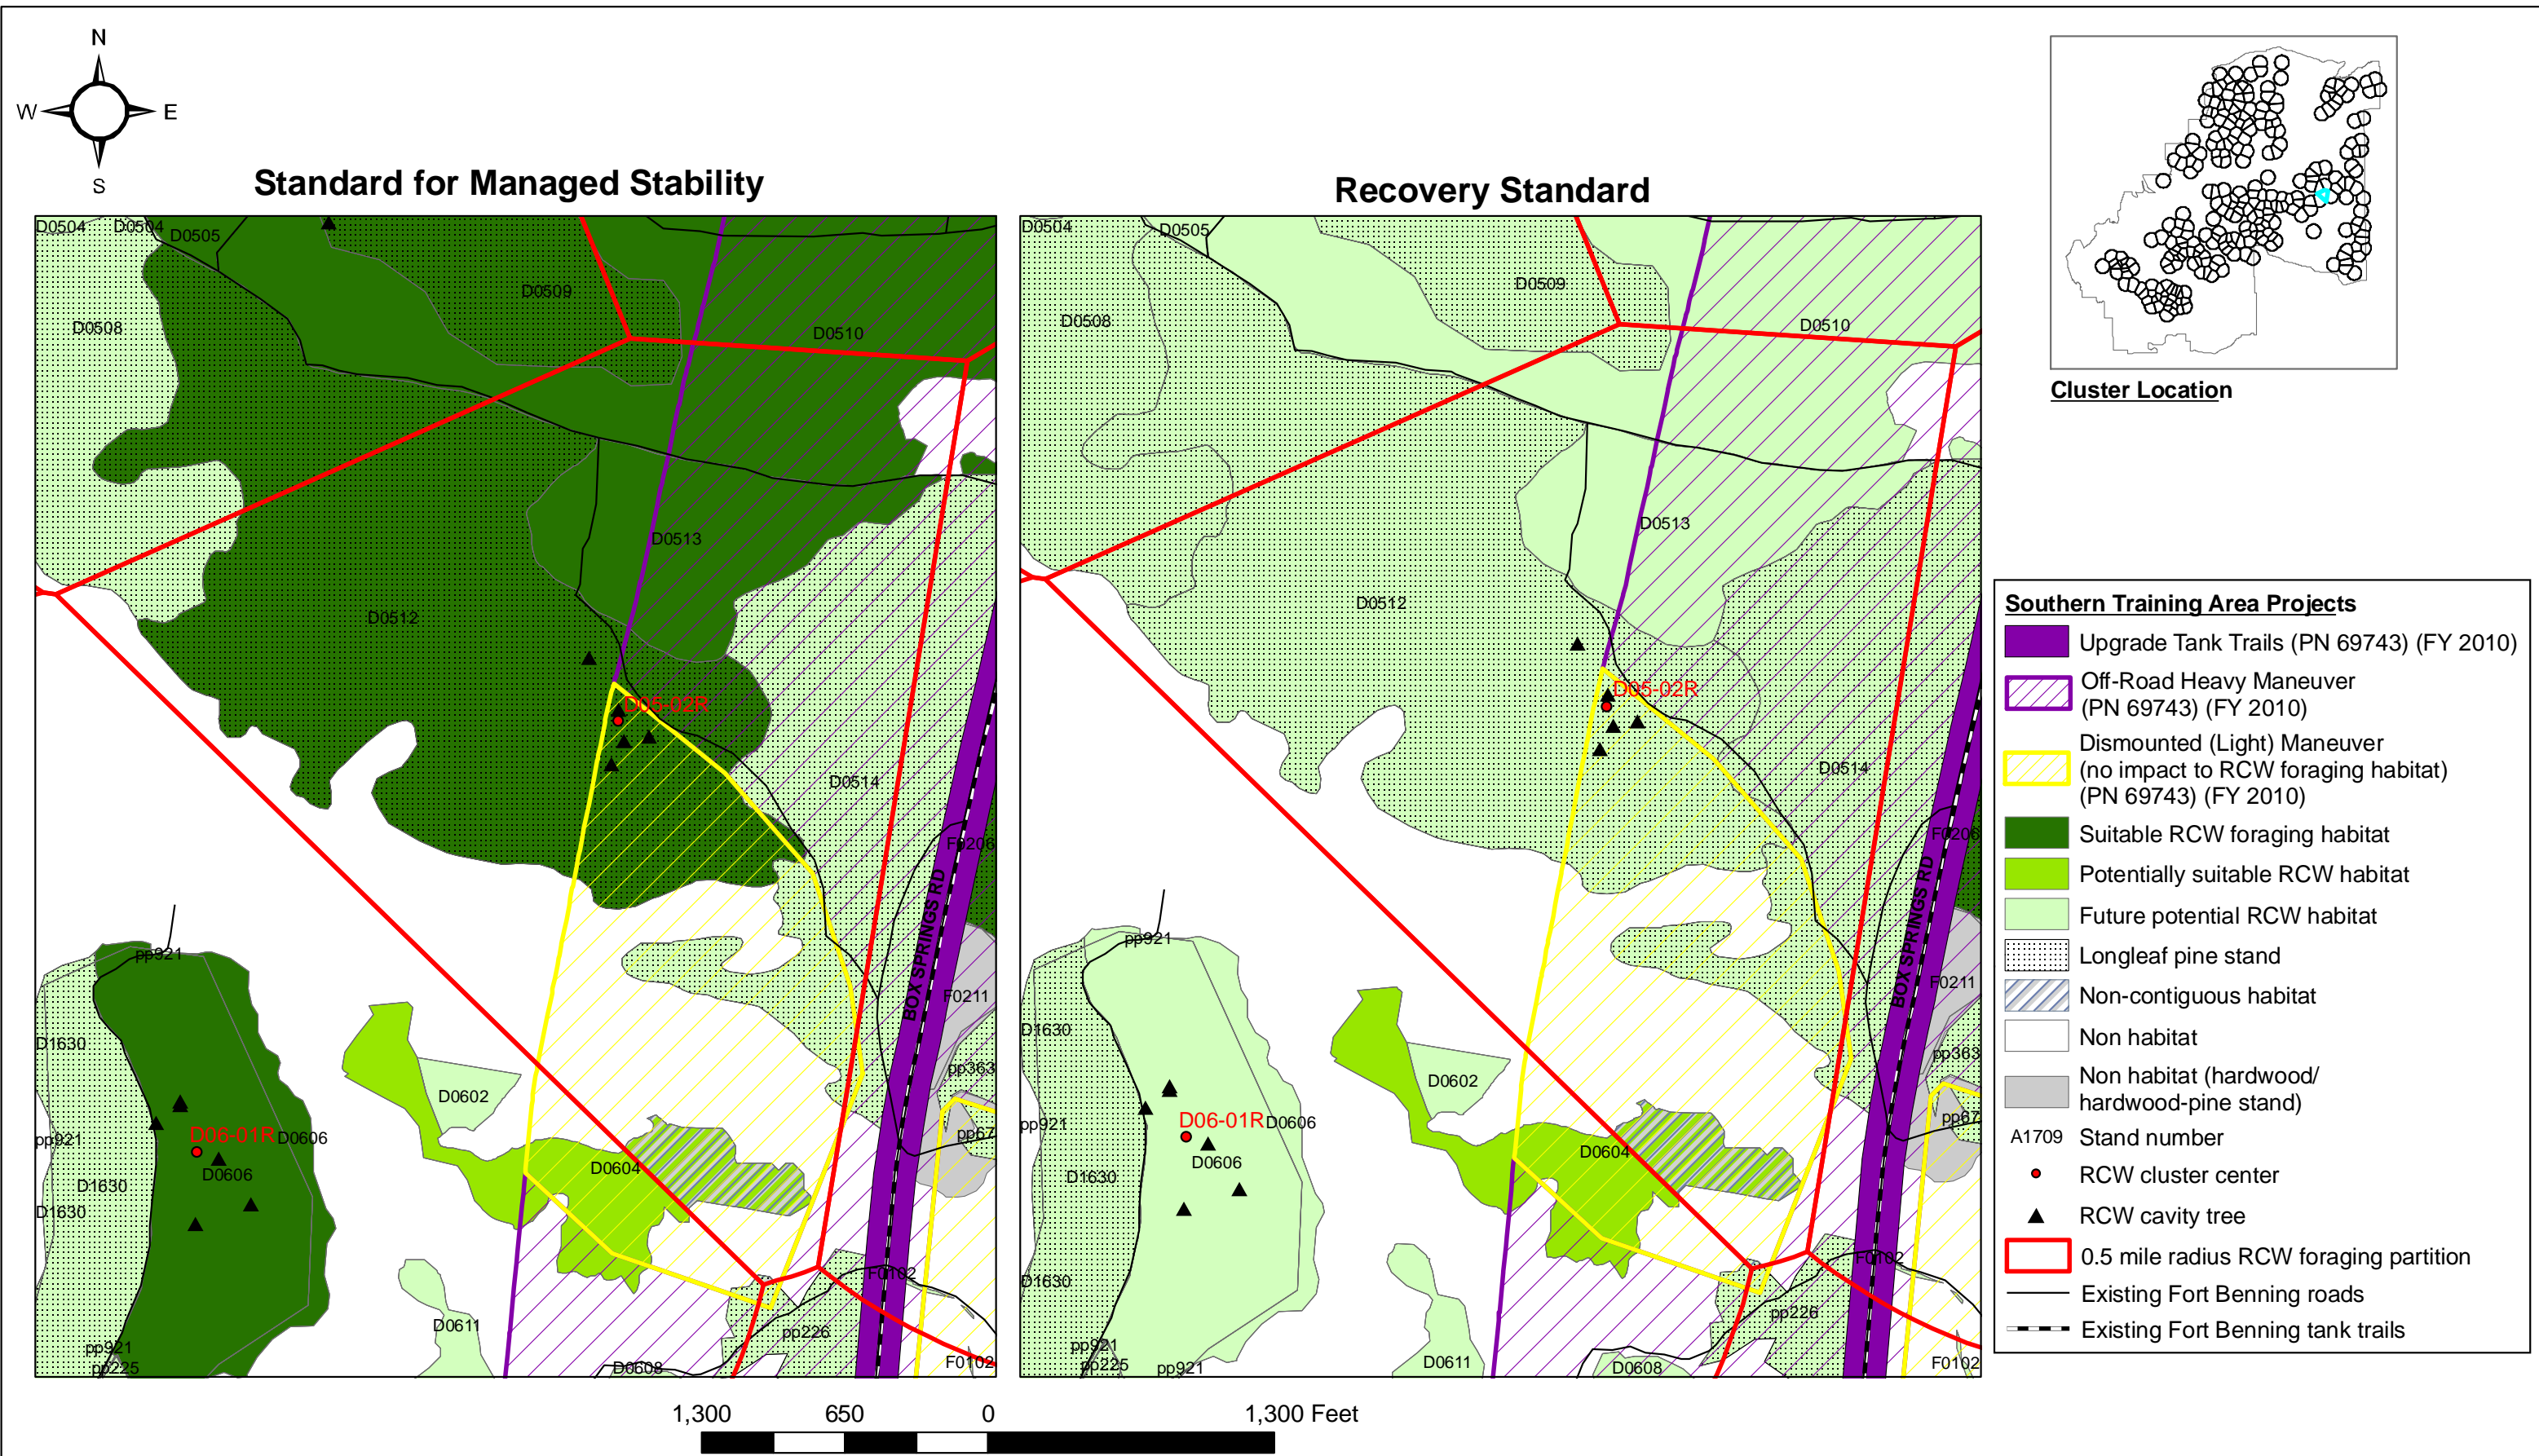 N
W E
S
Standard for Managed Stability
Recovery Standard
Cluster Location
D0504
D0504
D0505
D0509
D0508
D0510
D0513
D0512
D05-02R
D0514
F0206
BOX SPRINGS RD
pp921
F0211
D1630
pp363
D0602
pp921
D06-01R
D0606
pp67
D0604
D0606
D1630
D1630
F0102
D0611
pp226
pp921
pp225
D0608
F0102
D0504
D0505
D0509
D0508
D0510
D0513
D0512
D05-02R
D0514
F0206
BOX SPRINGS RD
pp921
F0211
D1630
pp363
D0602
pp921
D06-01R
D0606
pp67
D0604
D0606
D1630
D1630
F0102
pp226
pp921
pp225
pp921
D0611
D0608
F0102
Southern Training Area Projects
Upgrade Tank Trails (PN 69743) (FY 2010)
Off-Road Heavy Maneuver
(PN 69743) (FY 2010)
Dismounted (Light) Maneuver
(no impact to RCW foraging habitat)
(PN 69743) (FY 2010)
Suitable RCW foraging habitat
Potentially suitable RCW habitat
Future potential RCW habitat
Longleaf pine stand
Non-contiguous habitat
Non habitat
Non habitat (hardwood/
hardwood-pine stand)
A1709 Stand number
RCW cluster center
RCW cavity tree
0.5 mile radius RCW foraging partition
Existing Fort Benning roads
Existing Fort Benning tank trails
1,300 650 0 1,300 Feet